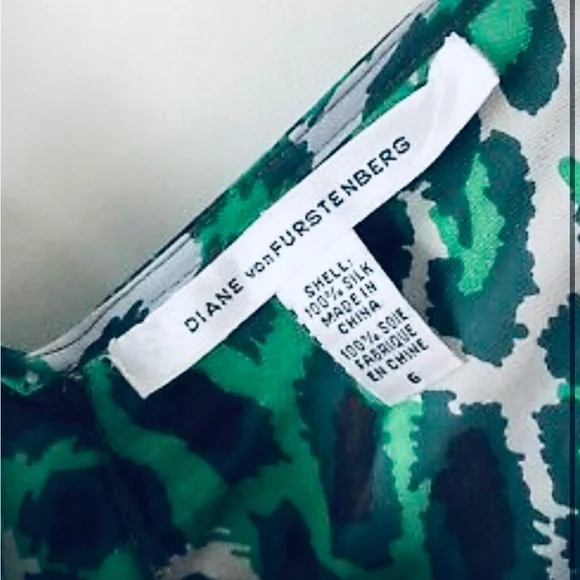 DIANE von FURSTENBERG
SHELL:
100% SILK
MADE IN
CHINA
100% SOIE
FABRIQUE
EN CHINE
6